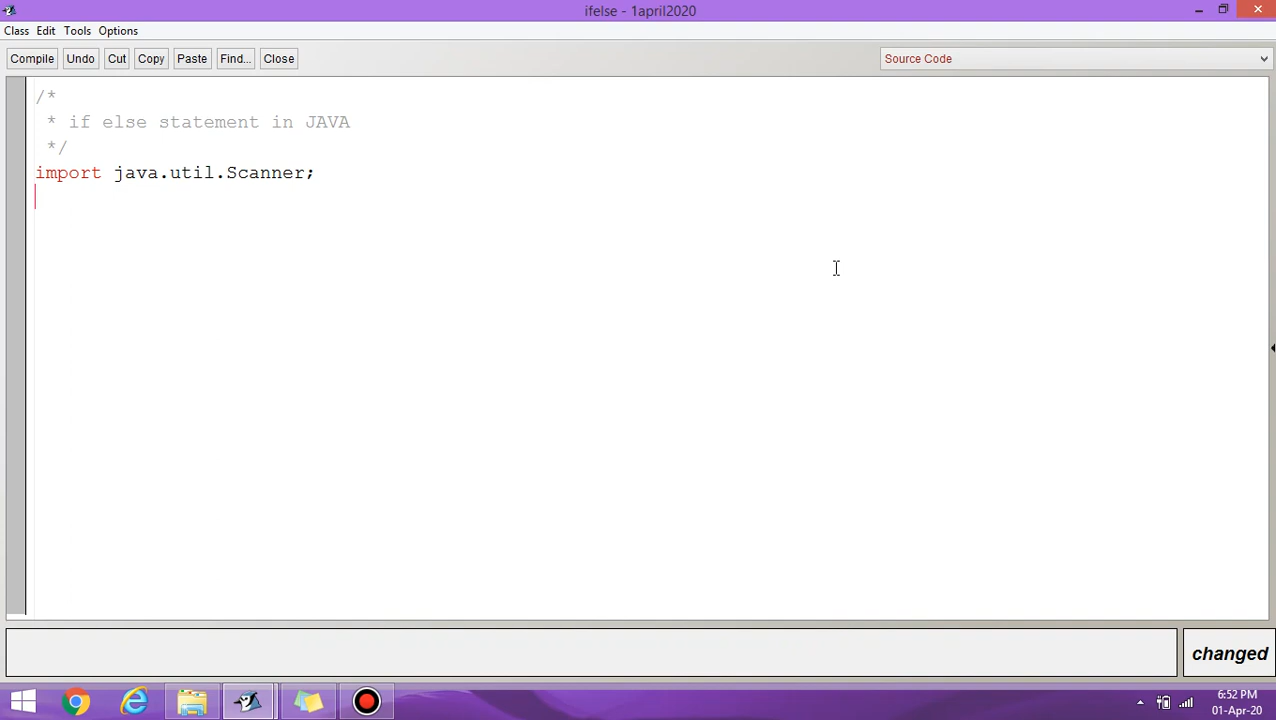 ifelse - 1april2020
Class Edit Tools Options
Compile Undo Cut Copy Paste Find... Close Source Code
/*
* if else statement in JAVA
*/
import java.util.Scanner;
changed
6:52 PM
01-Apr-20